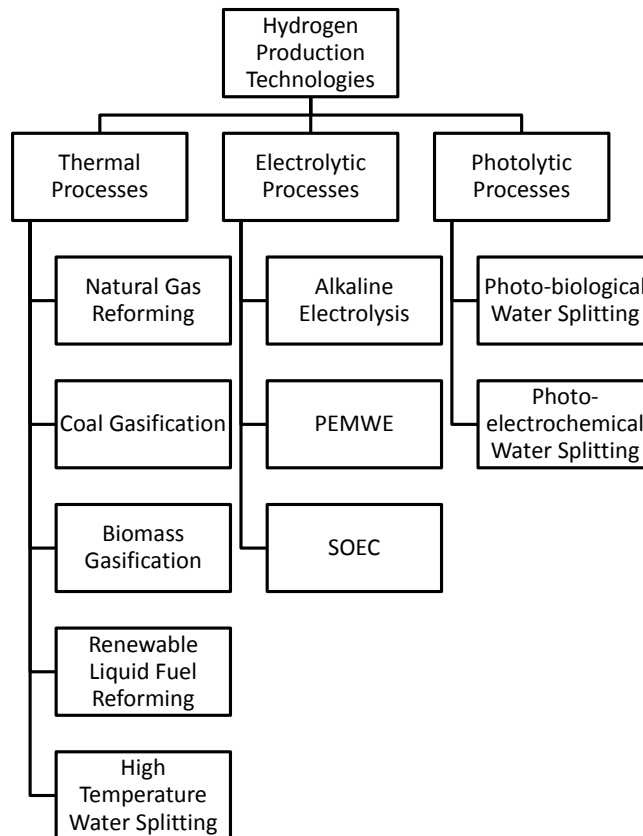 Hydrogen
Production
Technologies
Thermal
Processes
Natural Gas
Reforming
Coal Gasification
Biomass
Gasification
Renewable
Liquid Fuel
Reforming
High
Temperature
Water Splitting
Electrolytic
Processes
Alkaline
Electrolysis
PEMWE
SOEC
Photolytic
Processes
Photo-biological
Water Splitting
Photo-
electrochemical
Water Splitting